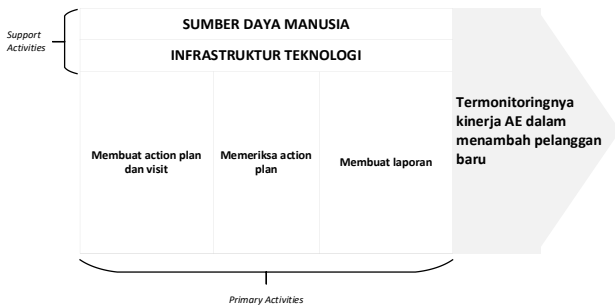 Support
Activities
SUMBER DAYA MANUSIA
INFRASTRUKTUR TEKNOLOGI
Membuat action plan
dan visit
Memeriksa action
plan
Membuat laporan
Termonitoringnya
kinerja AE dalam
menambah pelanggan
baru
Primary Activities